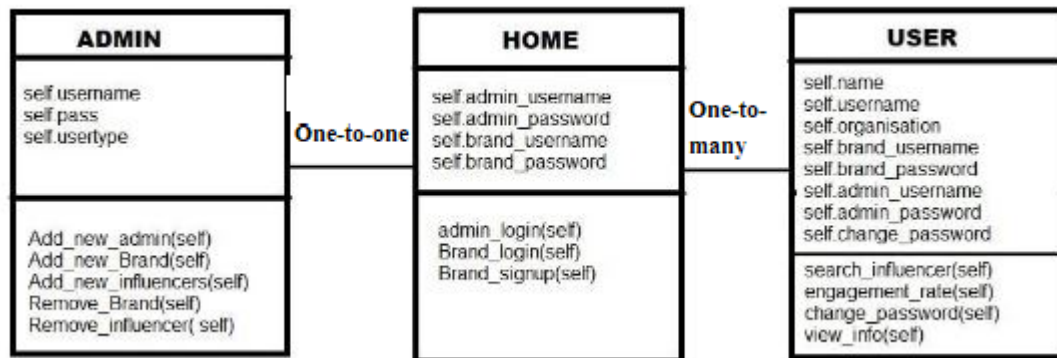 ADMIN
self.username
self.pass
self.usertype
Add_new_admin(self)
Add_new_Brand(self)
Add_new_influencers(self)
Remove_Brand(self)
Remove_influencer( self)
One-to-one
HOME
self.admin_username
self.admin_password
self.brand_username
self.brand_password
admin_login(self)
Brand_login(self)
Brand_signup(self)
One-to-
many
USER
self.name
self.username
self.organisation
self.brand_username
self.brand_password
self.admin_username
self.admin_password
self.change_password
search_influencer(self)
engagement_rate(self)
change_password(self)
view_info(self)